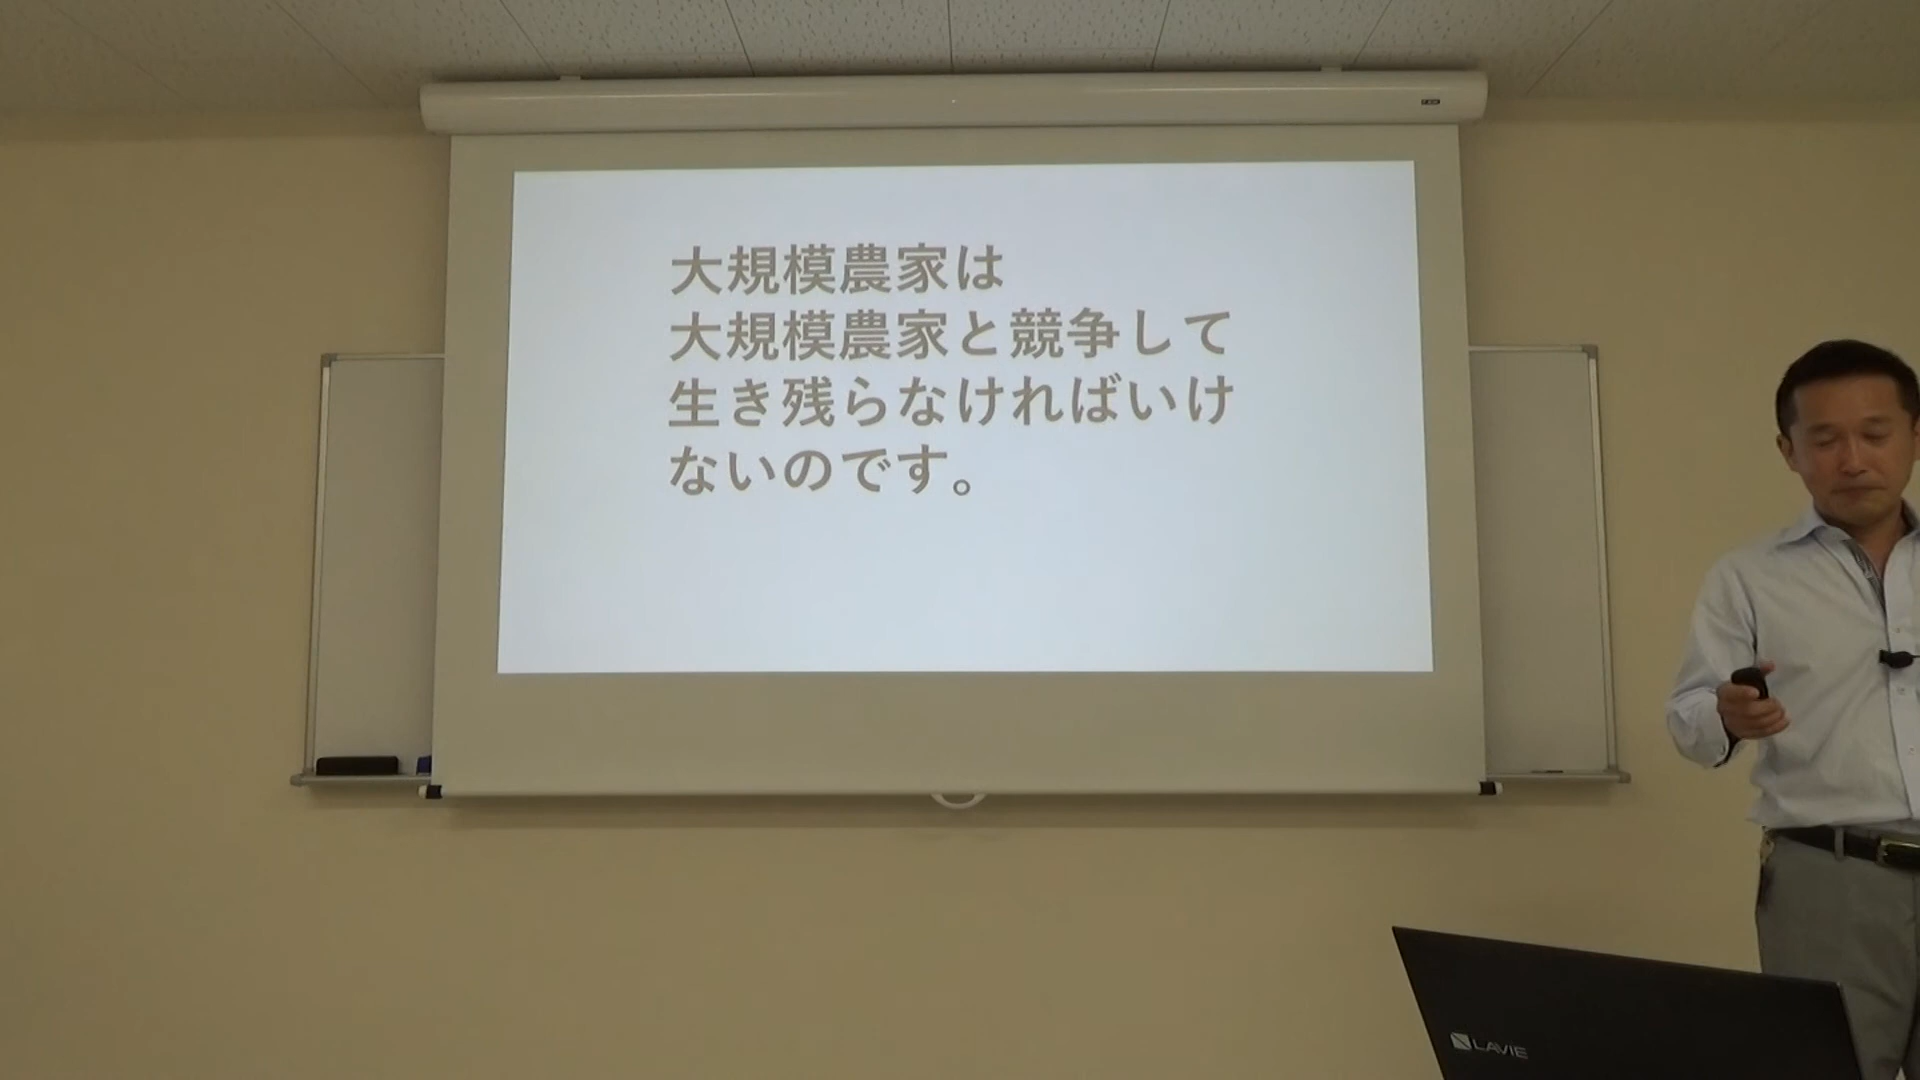 大規模農家は
大規模農家と競争して
生き残らなければいけ
ないのです。
LAVIE